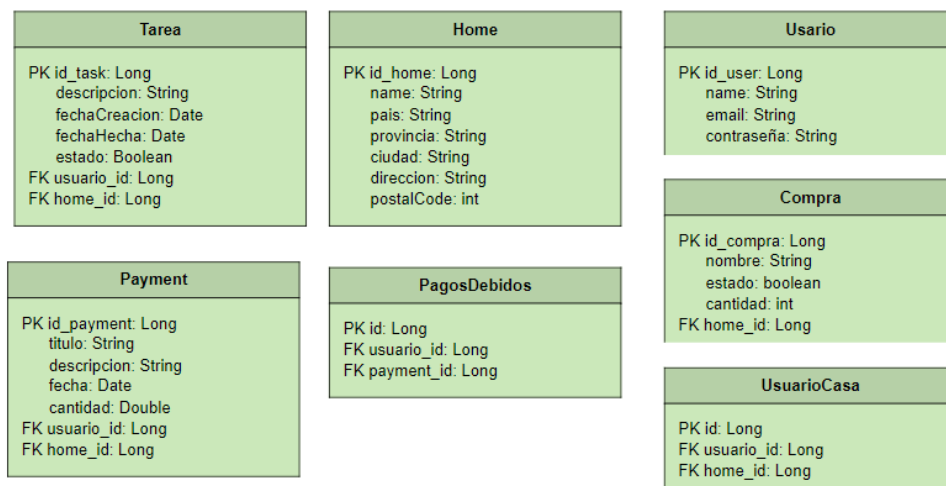 Tarea
PK id_task: Long
descripcion: String
fechaCreacion: Date
fechaHecha: Date
estado: Boolean
FK usuario_id: Long
FK home_id: Long
Home
PK id_home: Long
name: String
pais: String
provincia: String
ciudad: String
direccion: String
postalCode: int
Usario
PK id_user: Long
name: String
email: String
contraseña: String
Compra
PK id_compra: Long
nombre: String
estado: boolean
cantidad: int
FK home_id: Long
Payment
PK id_payment: Long
titulo: String
descripcion: String
fecha: Date
cantidad: Double
FK usuario_id: Long
FK home_id: Long
PagosDebidos
PK id: Long
FK usuario_id: Long
FK payment_id: Long
UsuarioCasa
PK id: Long
FK usuario_id: Long
FK home_id: Long